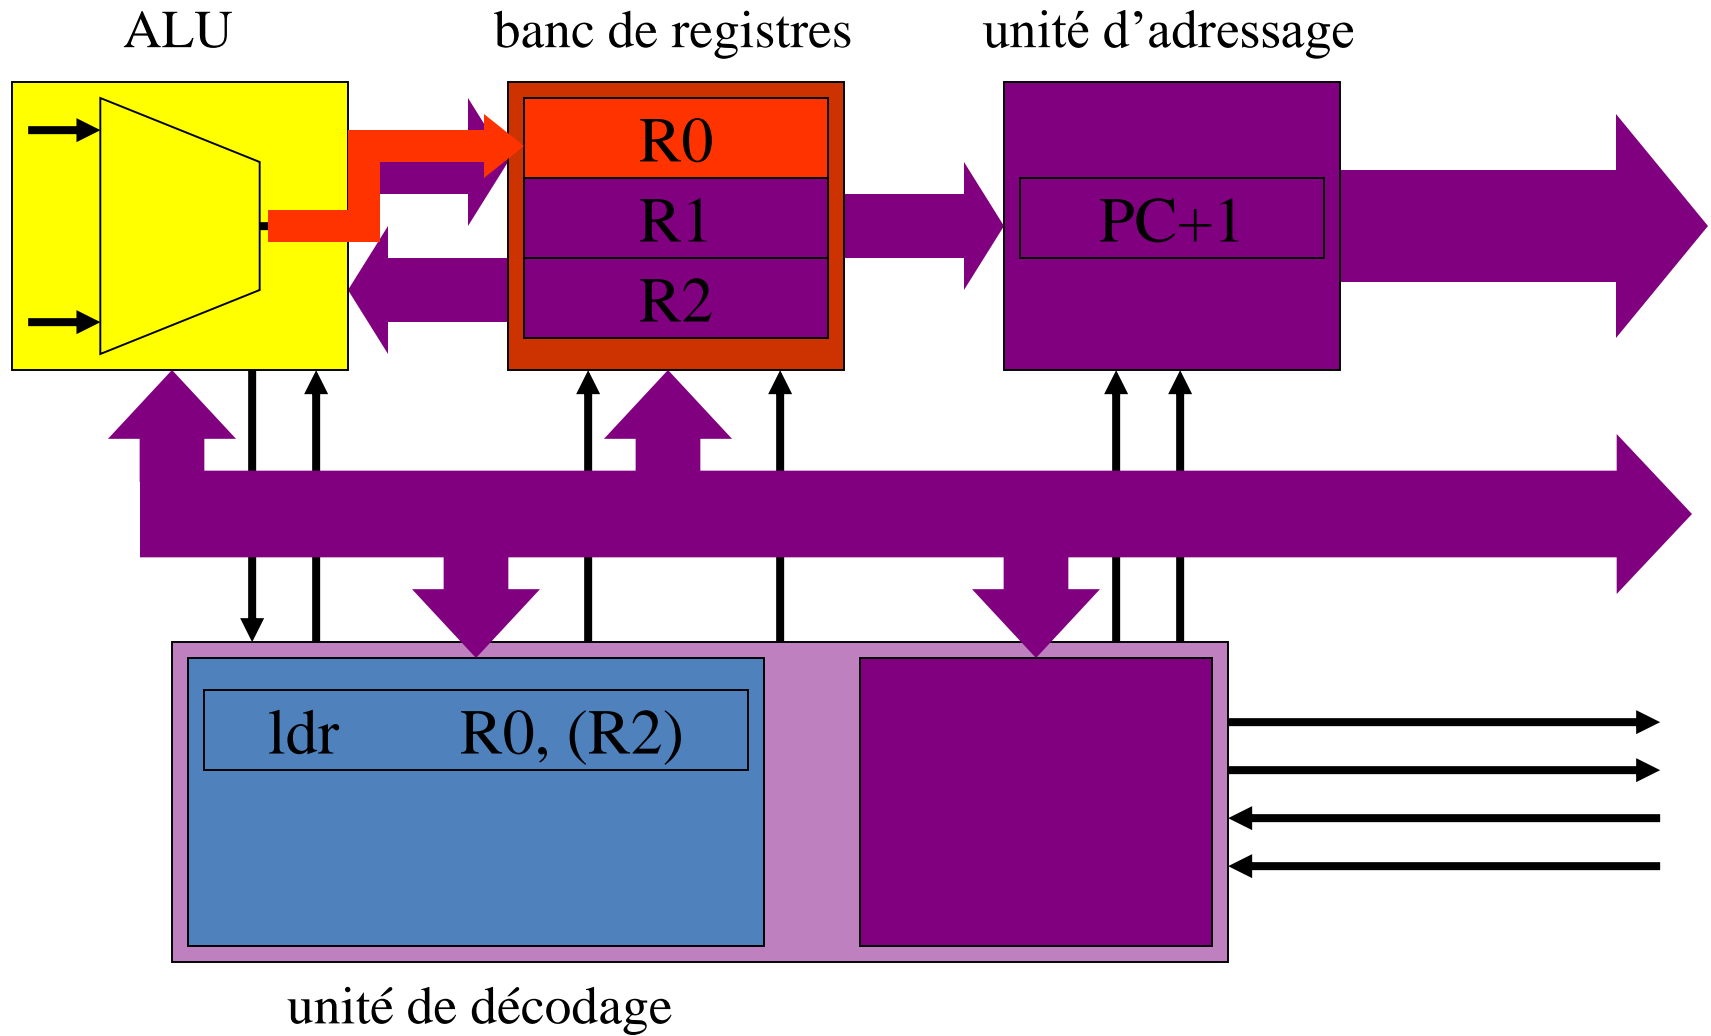 ALU
banc de registres
unité d’adressage
R0
R1
R2
PC+1
ldr R0, (R2)
unité de décodage